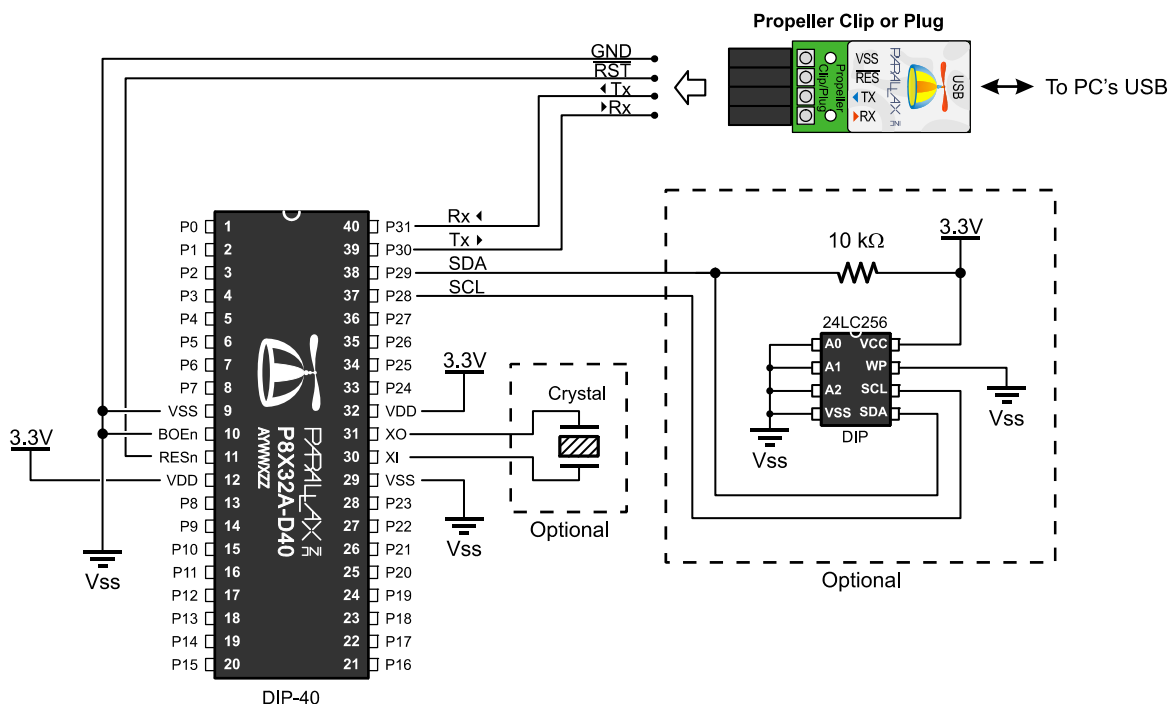 Propeller Clip or Plug
GND
RST
Tx
Rx
VSS
RES
TX
RX
Propeller
Clip/Plug
PARALLAX INC
USB
To PC's USB
P0 1 40 P31 Rx
P1 2 39 P30 Tx
P2 3 38 P29 SDA
P3 4 37 P28 SCL
P4 5 36 P27
P5 6 35 P26
P6 7 34 P25
P7 8 33 P24
VSS 9 32 VDD 3.3V
BOEn 10 31 XO
3.3V RESn 11 30 XI
VDD 12 29 VSS
P8 13 28 P23
P9 14 27 P22
P10 15 26 P21
P11 16 25 P20
P12 17 24 P19
P13 18 23 P18
P14 19 22 P17
P15 20 21 P16
Vss
Vss
PARALLAX INC
P8X32A-D40
AYWWXZZ
DIP-40
Crystal
Optional
10 kΩ
3.3V
24LC256
A0 VCC
A1 WP
A2 SCL
VSS SDA
DIP
Vss
Vss
Optional